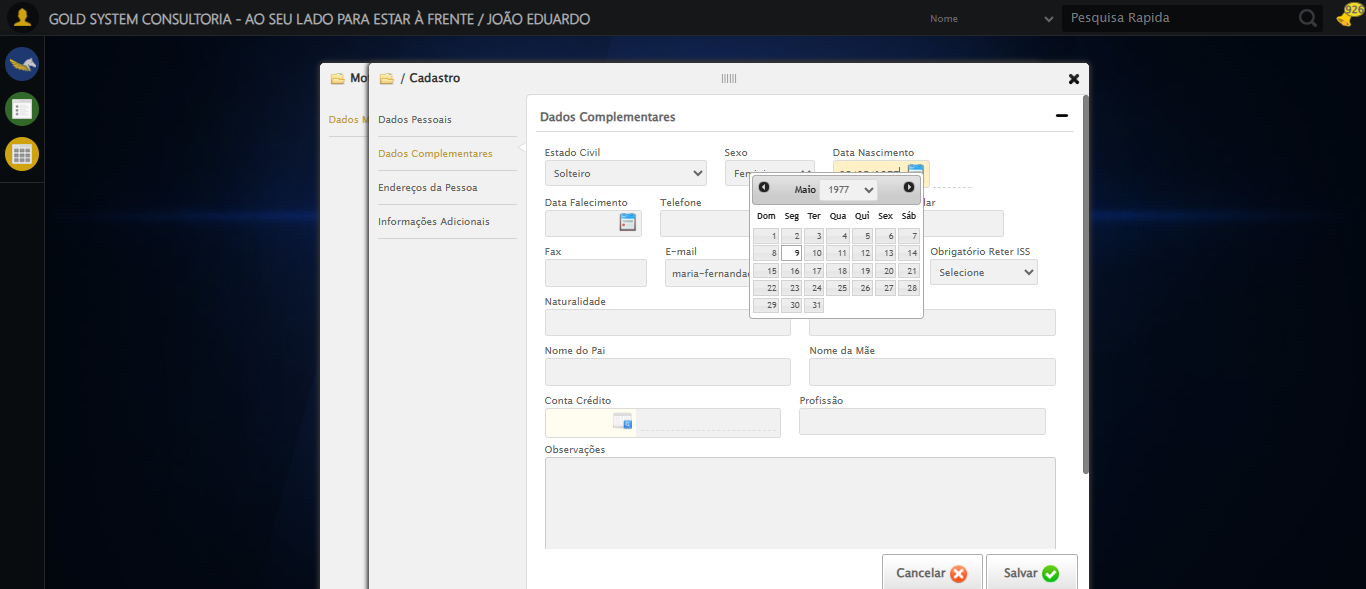 GOLD SYSTEM CONSULTORIA - AO SEU LADO PARA ESTAR À FRENTE / JOÃO EDUARDO
Nome
Pesquisa Rapida
926
/ Cadastro
Dados Pessoais
Dados Complementares
Endereços da Pessoa
Informações Adicionais
Dados Complementares
Estado Civil
Sexo
Data Nascimento
Solteiro
Data Falecimento
Telefone
Fax
E-mail
Obrigatório Reter ISS
maria-fernanda
Selecione
Maio 1977
Dom Seg Ter Qua Qui Sex Sáb
1 2 3 4 5 6 7
8 9 10 11 12 13 14
15 16 17 18 19 20 21
22 23 24 25 26 27 28
29 30 31
Naturalidade
Nome do Pai
Nome da Mãe
Conta Crédito
Profissão
Observações
Cancelar
Salvar